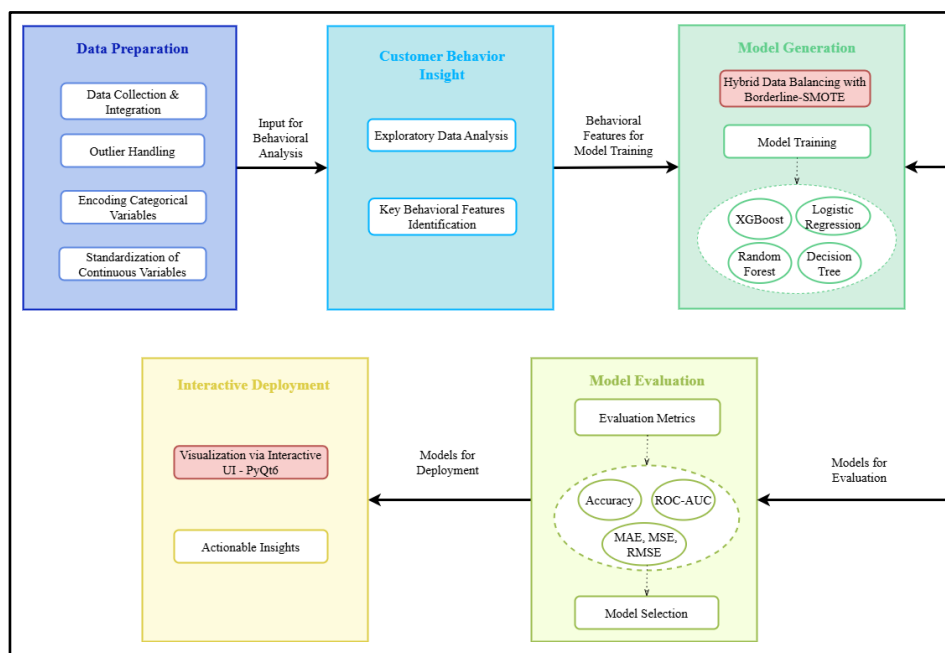 Data Preparation
Data Collection &
Integration
Outlier Handling
Encoding Categorical
Variables
Standardization of
Continuous Variables
Input for
Behavioral
Analysis
Customer Behavior
Insight
Exploratory Data Analysis
Key Behavioral Features
Identification
Behavioral
Features for
Model Training
Model Generation
Hybrid Data Balancing with
Borderline-SMOTE
Model Training
XGBoost
Logistic
Regression
Random
Forest
Decision
Tree
Models for
Evaluation
Model Evaluation
Evaluation Metrics
Accuracy
ROC-AUC
MAE, MSE,
RMSE
Model Selection
Models for
Deployment
Interactive Deployment
Visualization via Interactive
UI - PyQt6
Actionable Insights